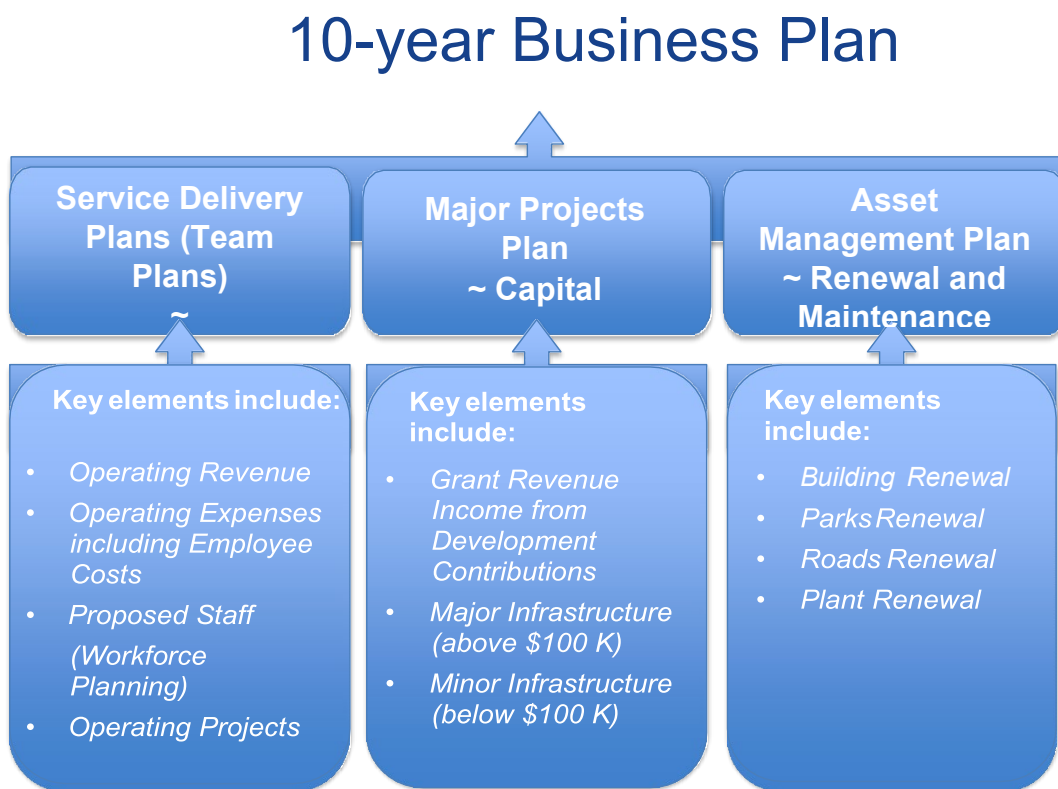 10-year Business Plan
Service Delivery
Plans (Team
Plans)
~
Major Projects
Plan
~ Capital
Asset
Management Plan
~ Renewal and
Maintenance
Key elements include:
• Operating Revenue
• Operating Expenses
including Employee
Costs
• Proposed Staff
(Workforce
Planning)
• Operating Projects
Key elements
include:
• Grant Revenue
Income from
Development
Contributions
• Major Infrastructure
(above $100 K)
• Minor Infrastructure
(below $100 K)
Key elements
include:
• Building Renewal
• Parks Renewal
• Roads Renewal
• Plant Renewal